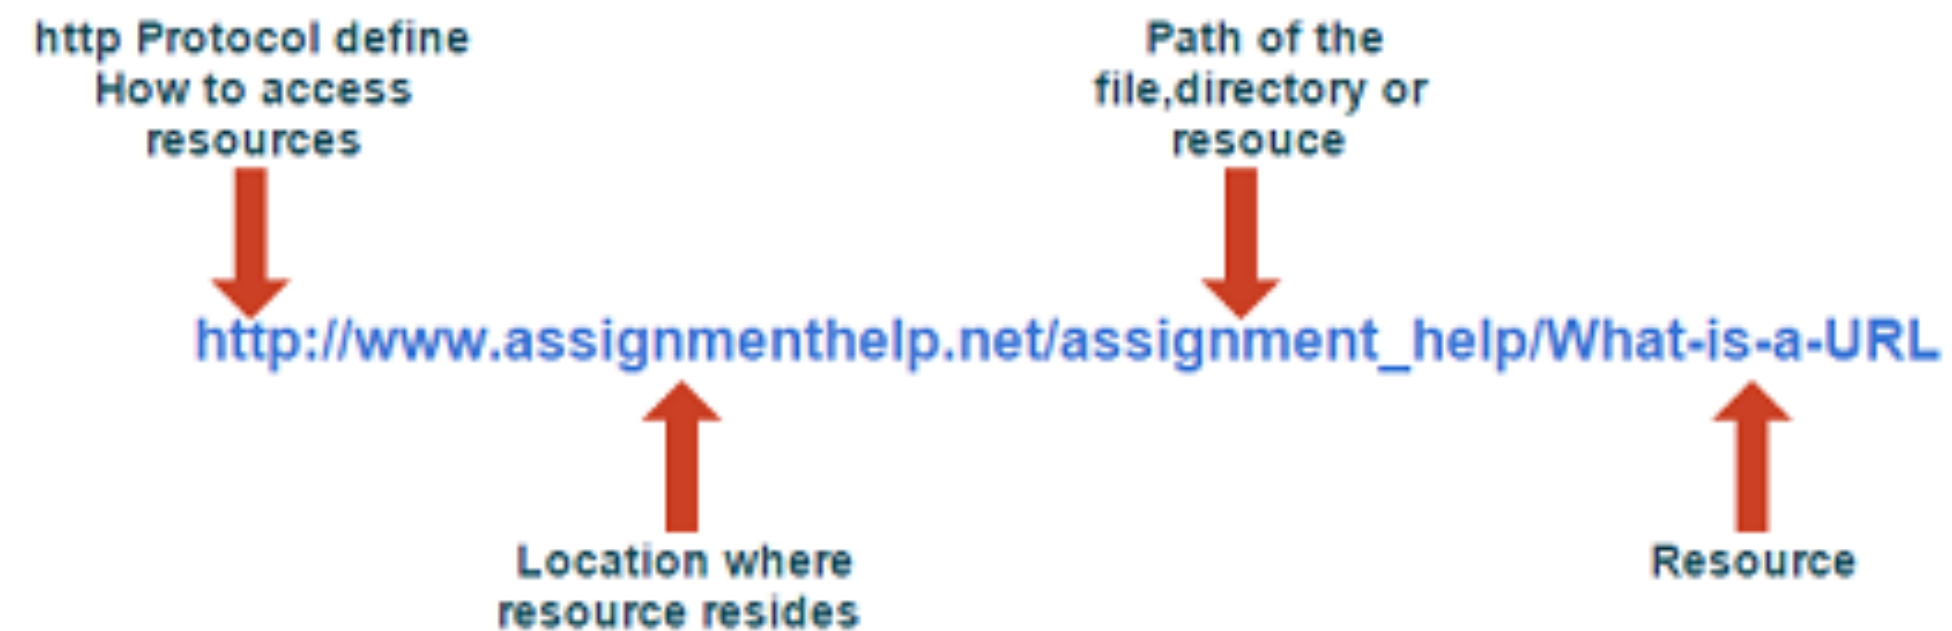 http Protocol define
How to access
resources
Path of the
file,directory or
resouce
http://www.assignmenthelp.net/assignment_help/What-is-a-URL
Location where
resource resides
Resource